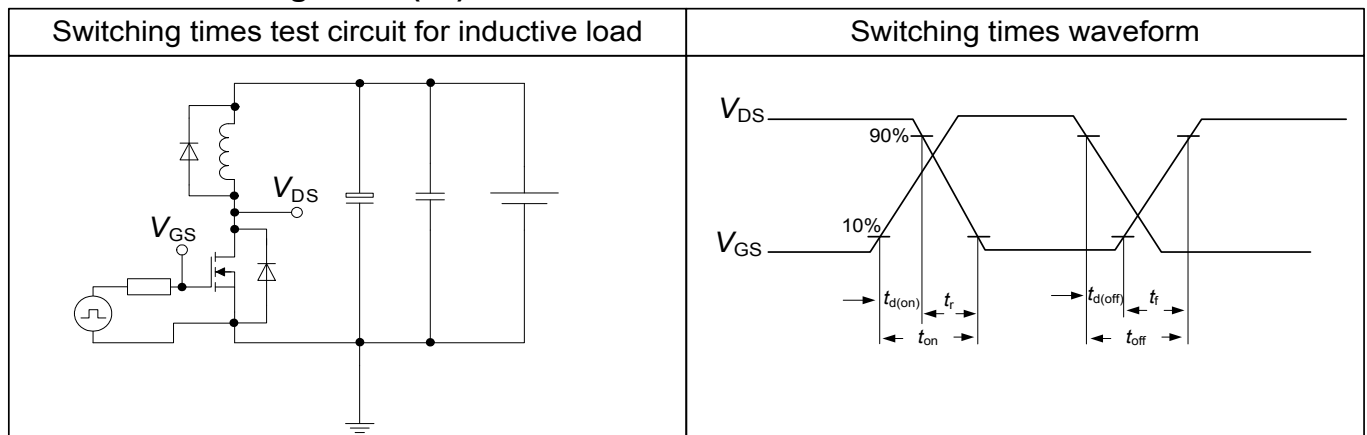 Switching times test circuit for inductive load
Switching times waveform
VDS
VGS
VDS
90%
10%
VGS
td(on)
tr
td(off)
tf
ton
toff